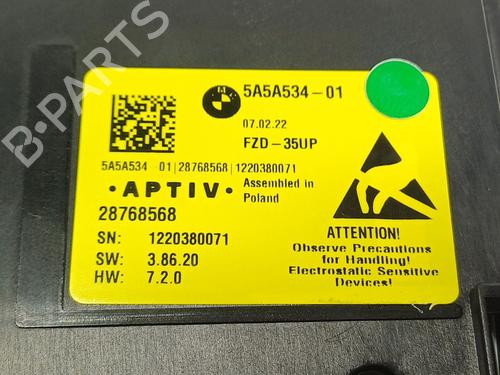 5A5A534-01
07.02.22
FZD-35UP
5A5A534 01|28768568|1220380071
· APTIV · Assembled in Poland
28768568
SN: 1220380071
SW: 3.86.20
HW: 7.2.0
ATTENTION!
Observe Precautions
for Handling!
Electrostatic Sensitive
Devices!
B-PARTS